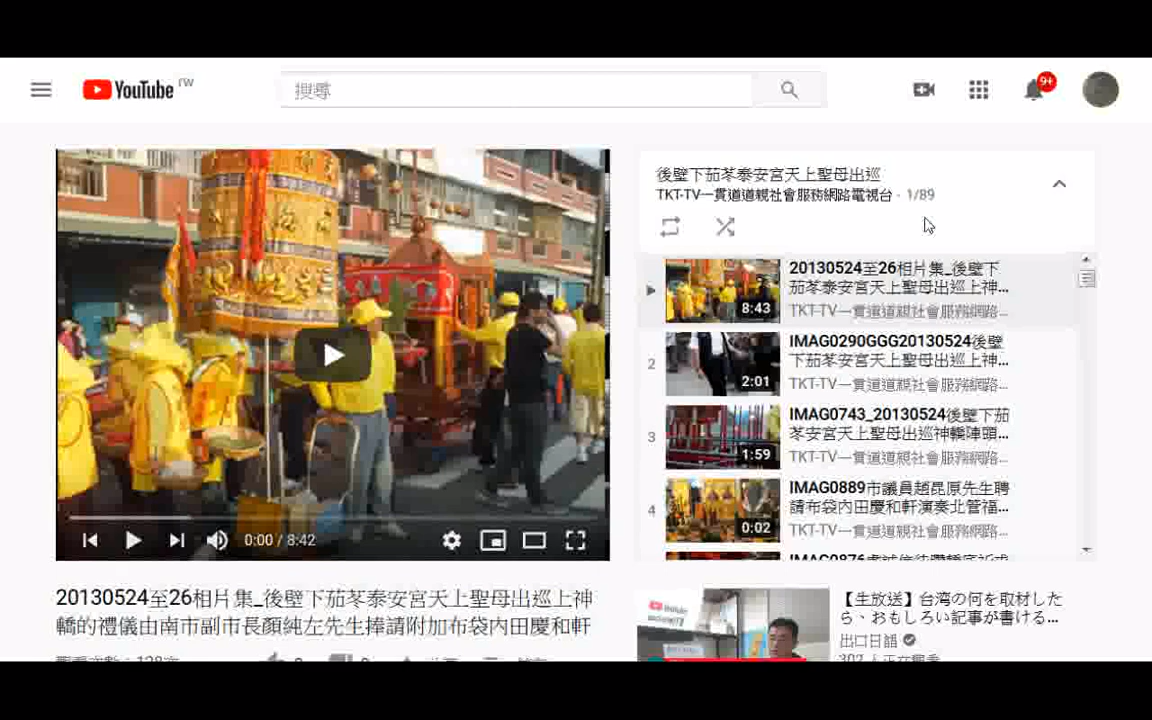 YouTube RW
搜尋
9+
後壁下茄苳泰安宮天上聖母出巡
TKT-TV一貫道道親社會服務網路電視台 - 1/89
20130524至26相片集_後壁下
茄苳泰安宮天上聖母出巡上神...
TKT-TV一貫道道親社會服務網路...
8:43
2
IMAG0290GGG20130524後壁
下茄苳安宮天上聖母出巡上神...
TKT-TV一貫道道親社會服務網路...
2:01
3
IMAG0743_20130524後壁下茄
苳安宮天上聖母出巡神轎陣頭...
TKT-TV一貫道道親社會服務網路...
1:59
4
IMAG0889市議員趙昆原先生聘
請布袋內田慶和軒演奏北管福...
TKT-TV一貫道道親社會服務網路...
0:02
0:00 / 8:42
20130524至26相片集_後壁下茄苳泰安宮天上聖母出巡上神
轎的禮儀由南市副市長顏純左先生捧請附加布袋內田慶和軒
【生放送】台湾の何を取材した
ら、おもしろい記事が書ける...
出口日語
YouTube